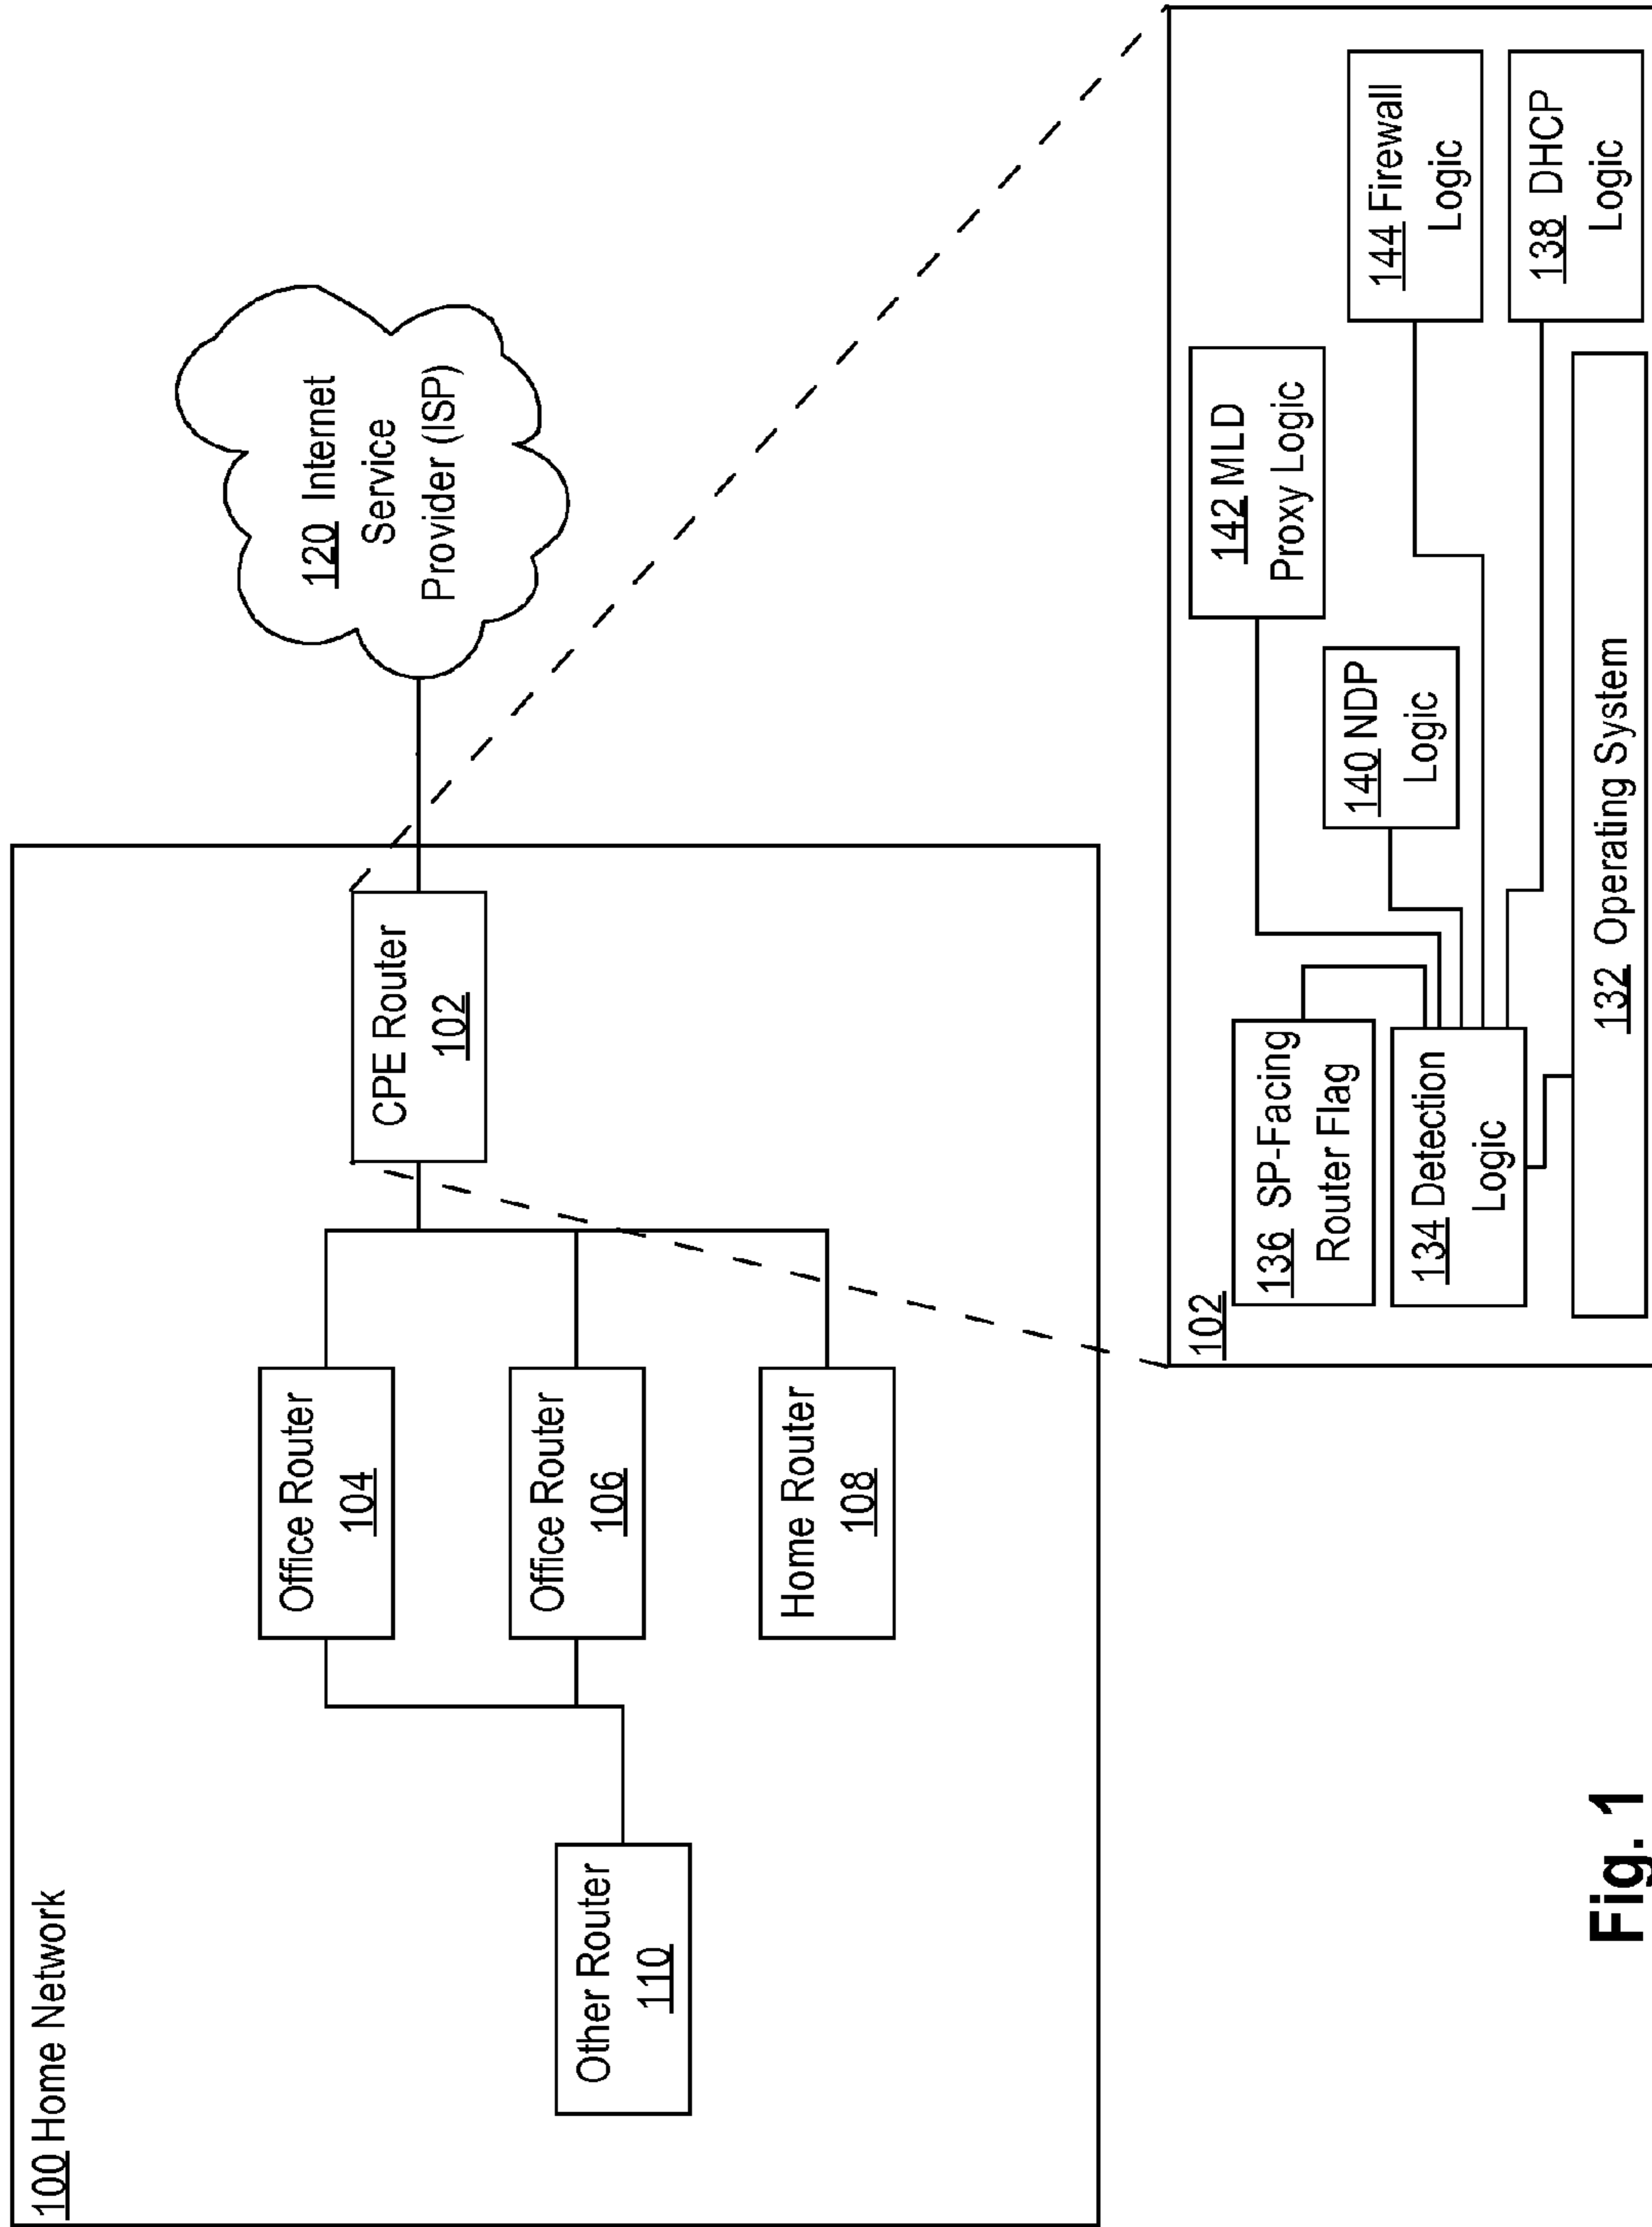 100 Home Network
Other Router
110
Office Router
104
Office Router
106
Home Router
108
CPE Router
102
120 Internet
Service
Provider (ISP)
102
136 SP-Facing
Router Flag
134 Detection
Logic
142 MLD
Proxy Logic
140 NDP
Logic
144 Firewall
Logic
138 DHCP
Logic
132 Operating System
Fig. 1